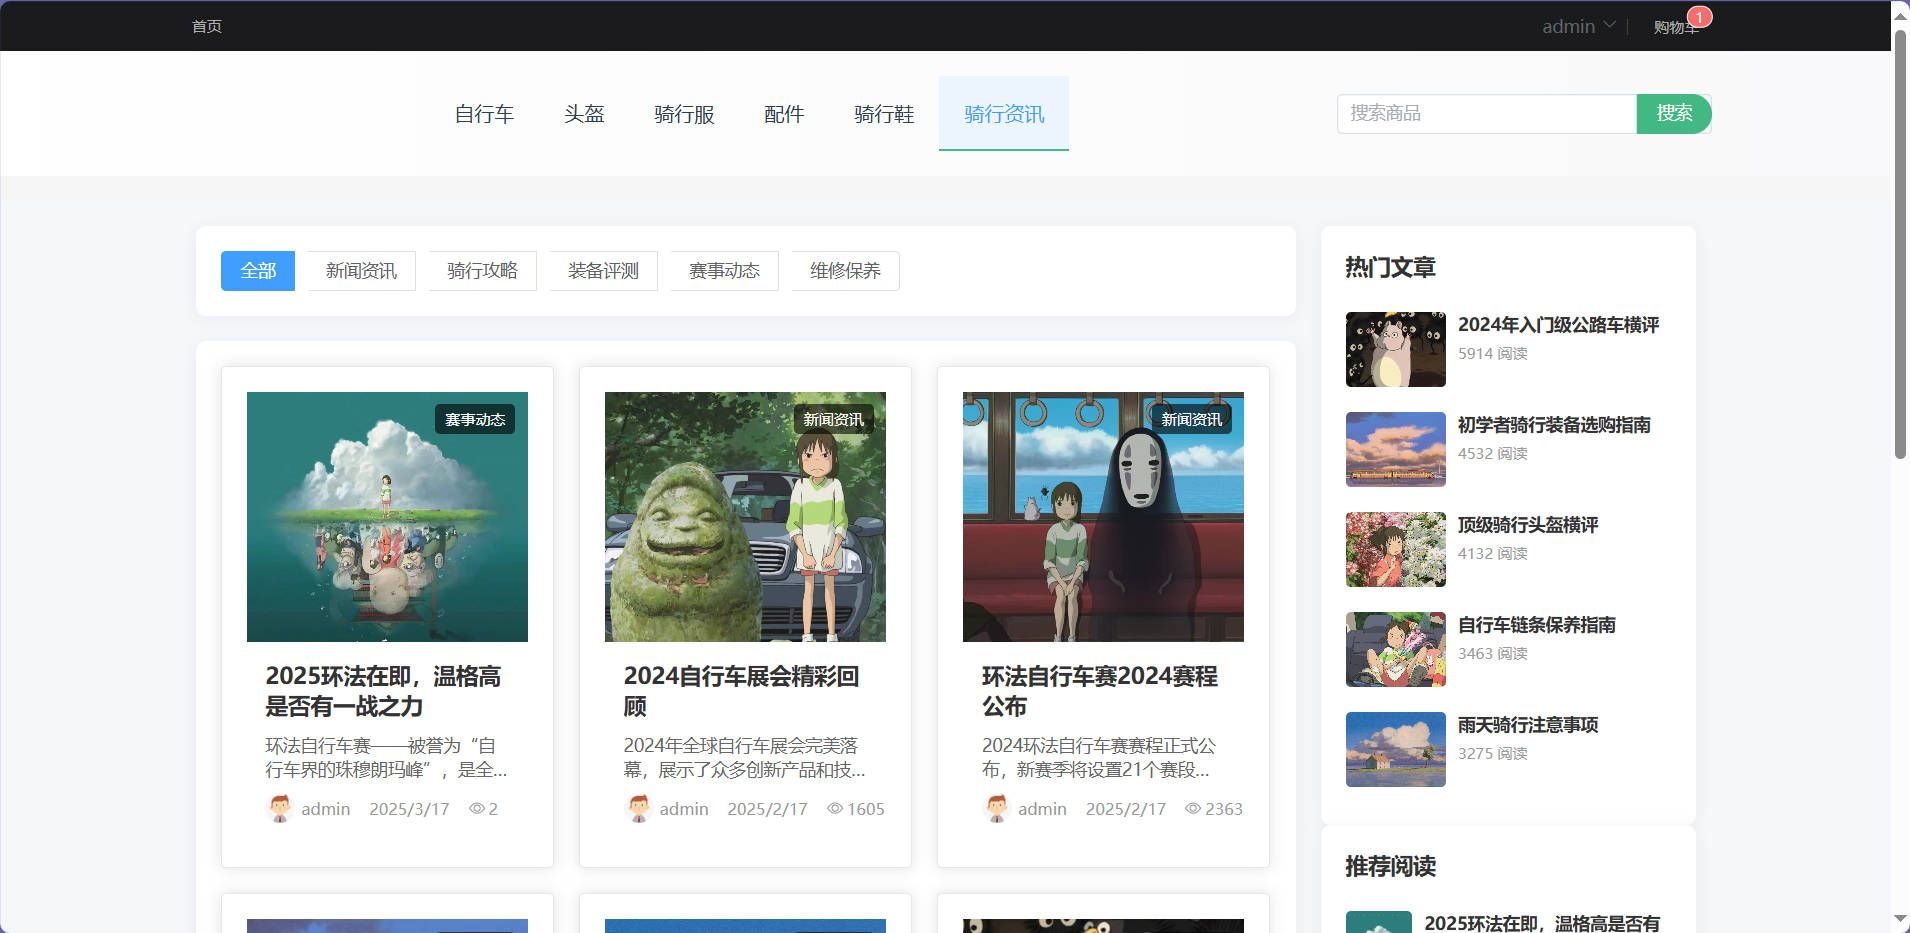 首页
admin
购物车
1
自行车
头盔
骑行服
配件
骑行鞋
骑行资讯
搜索商品
搜索
全部
新闻资讯
骑行攻略
装备评测
赛事动态
维修保养
赛事动态
2025环法在即，温格高
是否有一战之力
环法自行车赛——被誉为“自
行车界的珠穆朗玛峰”，是全...
admin 2025/3/17 2
新闻资讯
2024自行车展会精彩回
顾
2024年全球自行车展会完美落
幕，展示了众多创新产品和技...
admin 2025/2/17 1605
新闻资讯
环法自行车赛2024赛程
公布
2024环法自行车赛赛程正式公
布，新赛季将设置21个赛段...
admin 2025/2/17 2363
热门文章
2024年入门级公路车横评
5914 阅读
初学者骑行装备选购指南
4532 阅读
顶级骑行头盔横评
4132 阅读
自行车链条保养指南
3463 阅读
雨天骑行注意事项
3275 阅读
推荐阅读
2025环法在即，温格高是否有